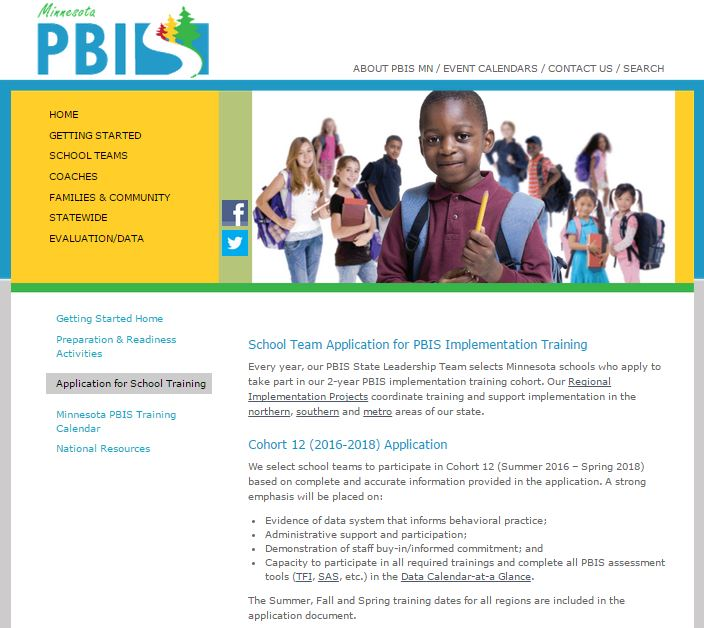 Minnesota
PBIS
ABOUT PBIS MN / EVENT CALENDARS / CONTACT US / SEARCH
HOME
GETTING STARTED
SCHOOL TEAMS
COACHES
FAMILIES & COMMUNITY
STATEWIDE
EVALUATION/DATA
Getting Started Home
Preparation & Readiness
Activities
Application for School Training
Minnesota PBIS Training
Calendar
National Resources
School Team Application for PBIS Implementation Training
Every year, our PBIS State Leadership Team selects Minnesota schools who apply to
take part in our 2-year PBIS implementation training cohort. Our Regional
Implementation Projects coordinate training and support implementation in the
northern, southern and metro areas of our state.
Cohort 12 (2016-2018) Application
We select school teams to participate in Cohort 12 (Summer 2016 – Spring 2018)
based on complete and accurate information provided in the application. A strong
emphasis will be placed on:
• Evidence of data system that informs behavioral practice;
• Administrative support and participation;
• Demonstration of staff buy-in/informed commitment; and
• Capacity to participate in all required trainings and complete all PBIS assessment
tools (TFI, SAS, etc.) in the Data Calendar-at-a Glance.
The Summer, Fall and Spring training dates for all regions are included in the
application document.